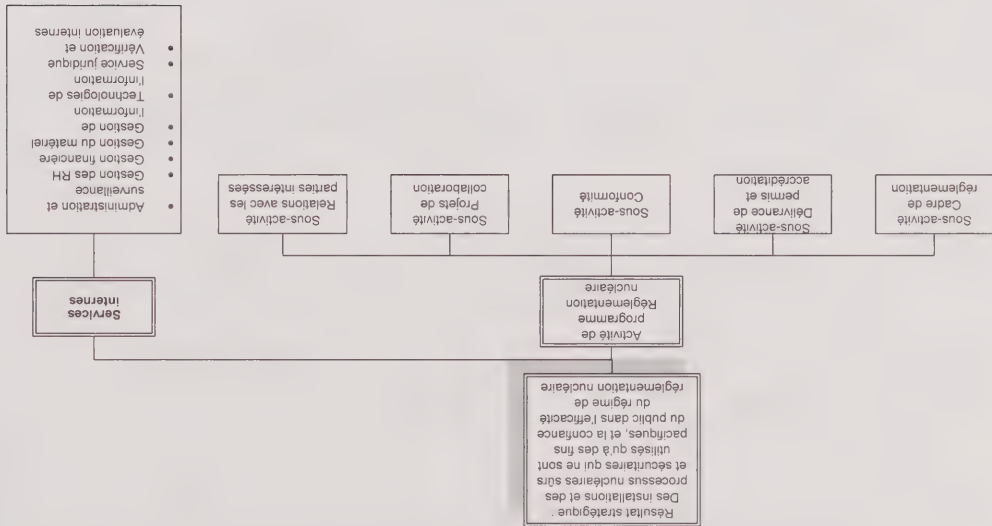 Résultat stratégique :
Des installations et des
processus nucléaires sûrs
et sécuritaires qui ne sont
utilisés qu'à des fins
pacifiques, et la confiance
du public dans l'efficacité
du régime de
réglementation nucléaire
Activité de
programme
Réglementation
nucléaire
Services
internes
Sous-activité
Cadre de
réglementation
Sous-activité
Délivrance de
permis et
accréditation
Sous-activité
Conformité
Sous-activité
Projets de
collaboration
Sous-activité
Relations avec les
parties intéressées
• Administration et
surveillance
• Gestion des RH
• Gestion financière
• Gestion du matériel
• Gestion de
l'information
• Technologies de
l'information
• Service juridique
• Vérification et
évaluation internes